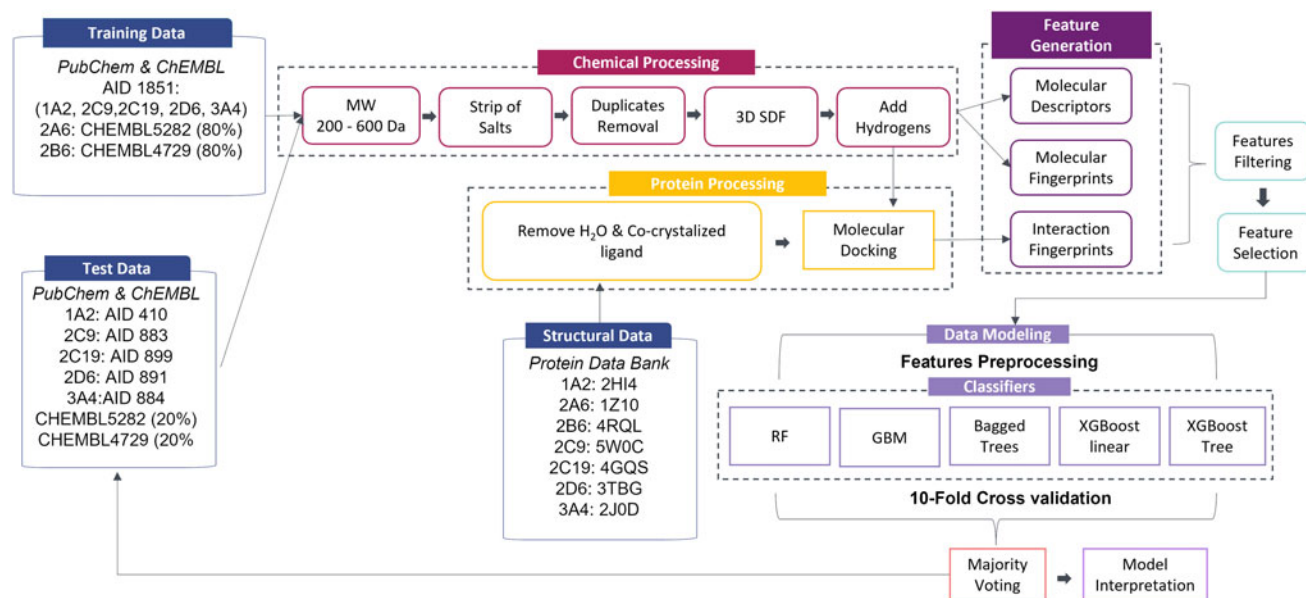 Training Data
PubChem & ChEMBL
AID 1851:
(1A2, 2C9,2C19, 2D6, 3A4)
2A6: CHEMBL5282 (80%)
2B6: CHEMBL4729 (80%)
Chemical Processing
MW
200 - 600 Da
Strip of
Salts
Duplicates
Removal
3D SDF
Add
Hydrogens
Feature
Generation
Molecular
Descriptors
Molecular
Fingerprints
Interaction
Fingerprints
Features
Filtering
Feature
Selection
Protein Processing
Remove H₂O & Co-crystalized
ligand
Molecular
Docking
Test Data
PubChem & ChEMBL
1A2: AID 410
2C9: AID 883
2C19: AID 899
2D6: AID 891
3A4:AID 884
CHEMBL5282 (20%)
CHEMBL4729 (20%
Structural Data
Protein Data Bank
1A2: 2HI4
2A6: 1Z10
2B6: 4RQL
2C9: 5W0C
2C19: 4GQS
2D6: 3TBG
3A4: 2J0D
Data Modeling
Features Preprocessing
Classifiers
RF
GBM
Bagged
Trees
XGBoost
linear
XGBoost
Tree
10-Fold Cross validation
Majority
Voting
Model
Interpretation